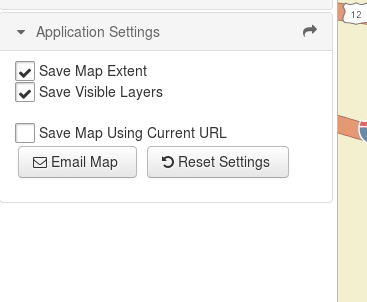 Application Settings
Save Map Extent
Save Visible Layers
Save Map Using Current URL
Email Map Reset Settings
12